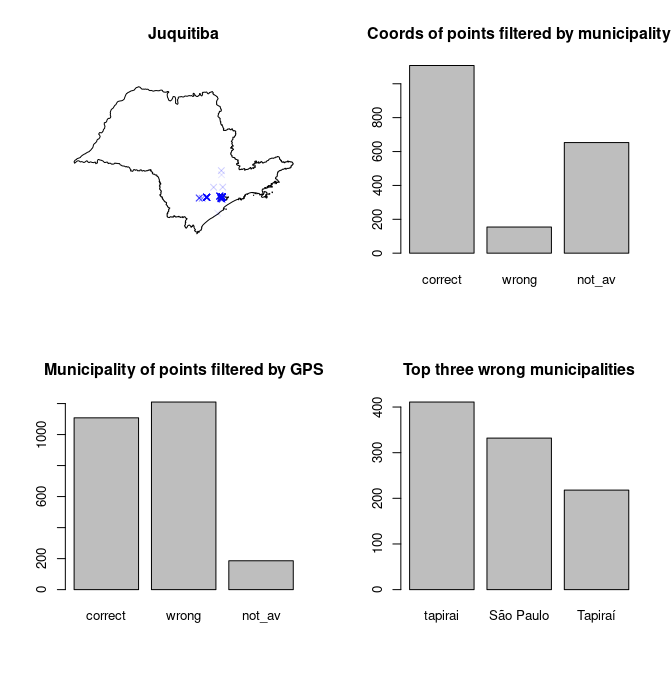 Juquitiba
Coords of points filtered by municipality
0
200
400
600
800
correct
wrong
not_av
Municipality of points filtered by GPS
0
200
600
1000
correct
wrong
not_av
Top three wrong municipalities
0
100
200
300
400
tapirai
São Paulo
Tapiraí